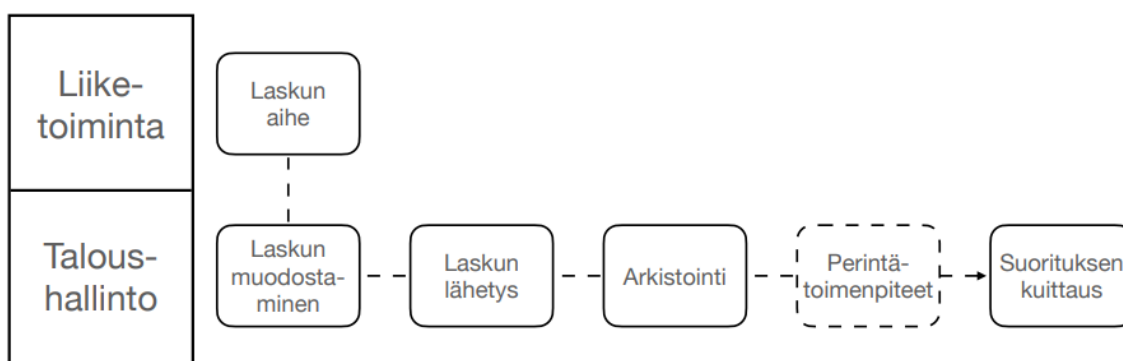 Liike-
toiminta
Laskun
aihe
Talous-
hallinto
Laskun
muodosta-
minen
Laskun
lähetys
Arkistointi
Perintä-
toimenpiteet
Suorituksen
kuittaus